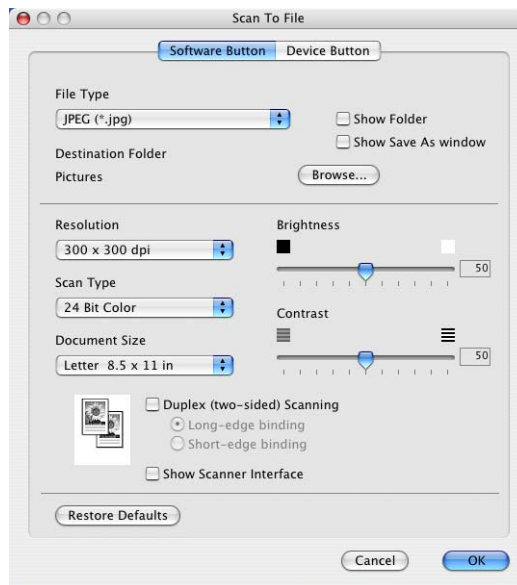 Scan To File
Software Button Device Button
File Type
JPEG (*.jpg)
Show Folder
Show Save As window
Destination Folder
Pictures
Browse...
Resolution
300 x 300 dpi
Scan Type
24 Bit Color
Document Size
Letter 8.5 x 11 in
Brightness
50
Contrast
50
Duplex (two-sided) Scanning
Long-edge binding
Short-edge binding
Show Scanner Interface
Restore Defaults
Cancel OK